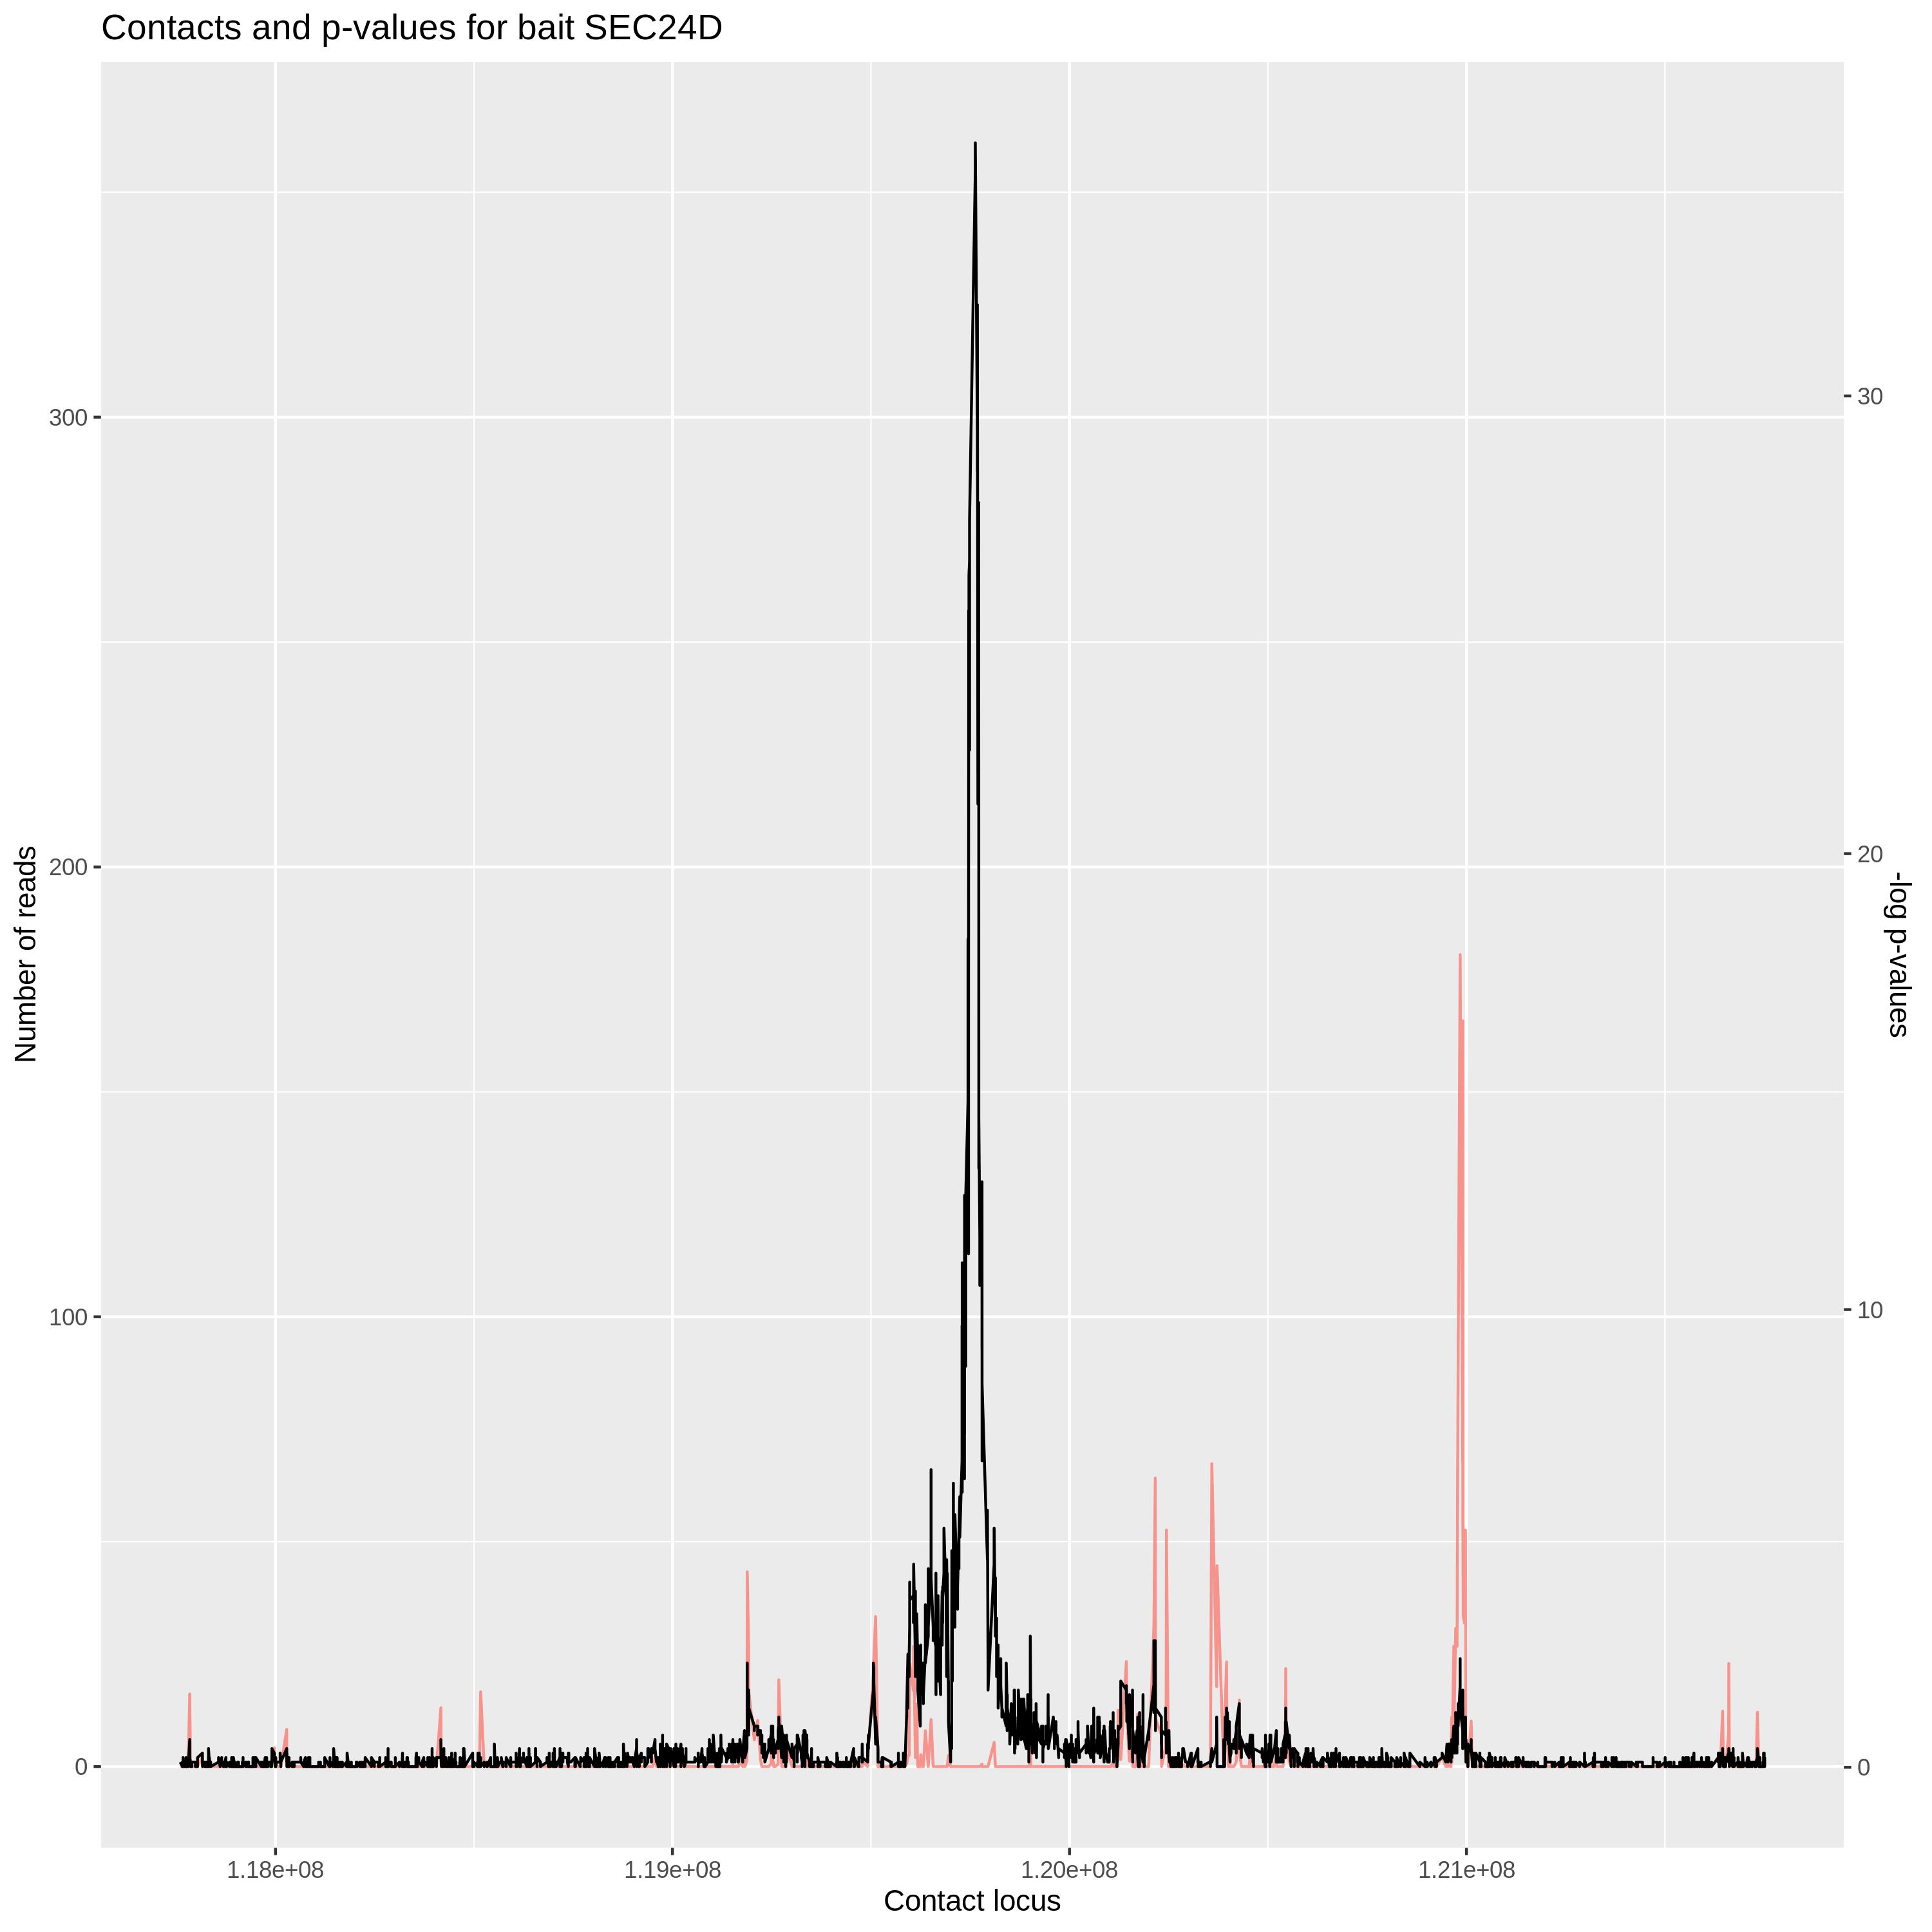 Contacts and p-values for bait SEC24D
Number of reads
300
200
100
0
30
20
10
0
-log p-values
1.18e+08
1.19e+08
1.20e+08
1.21e+08
Contact locus